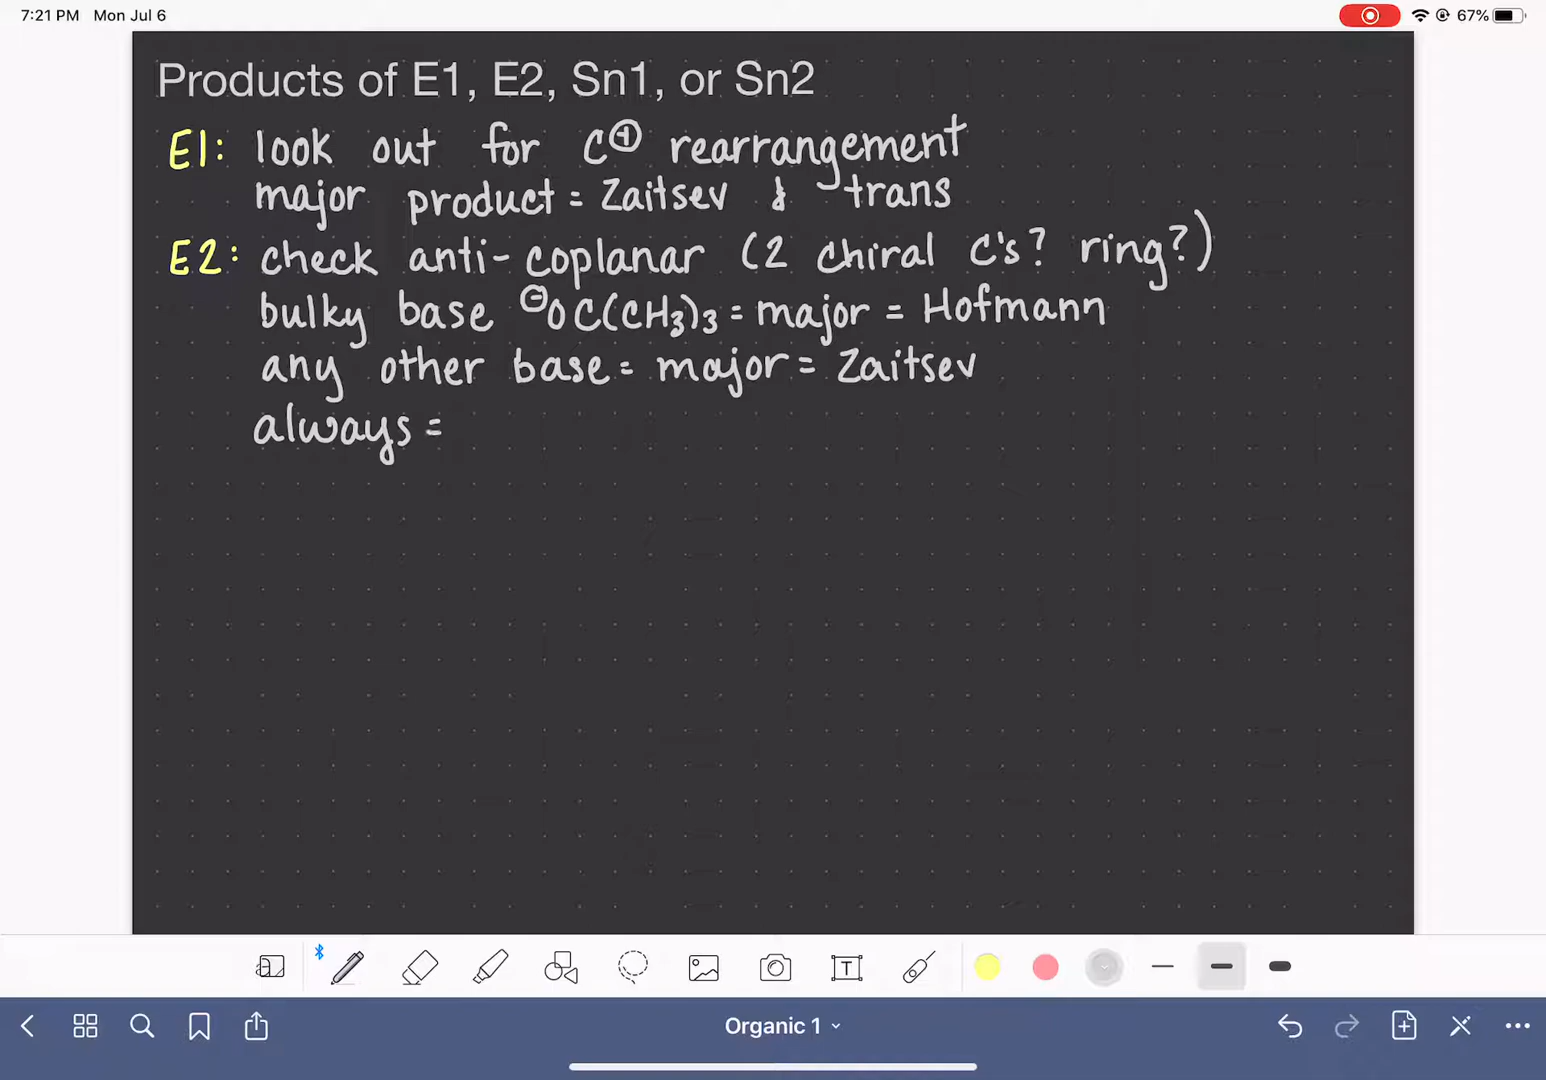 7:21 PM Mon Jul 6
67%
Products of E1, E2, Sn1, or Sn2
E1: look out for C⊕ rearrangement
major product = Zaitsev & trans
E2: check anti-coplanar (2 chiral C's? ring?)
bulky base ⊖OC(CH₃)₃ = major = Hofmann
any other base = major = Zaitsev
always =
T
Organic 1